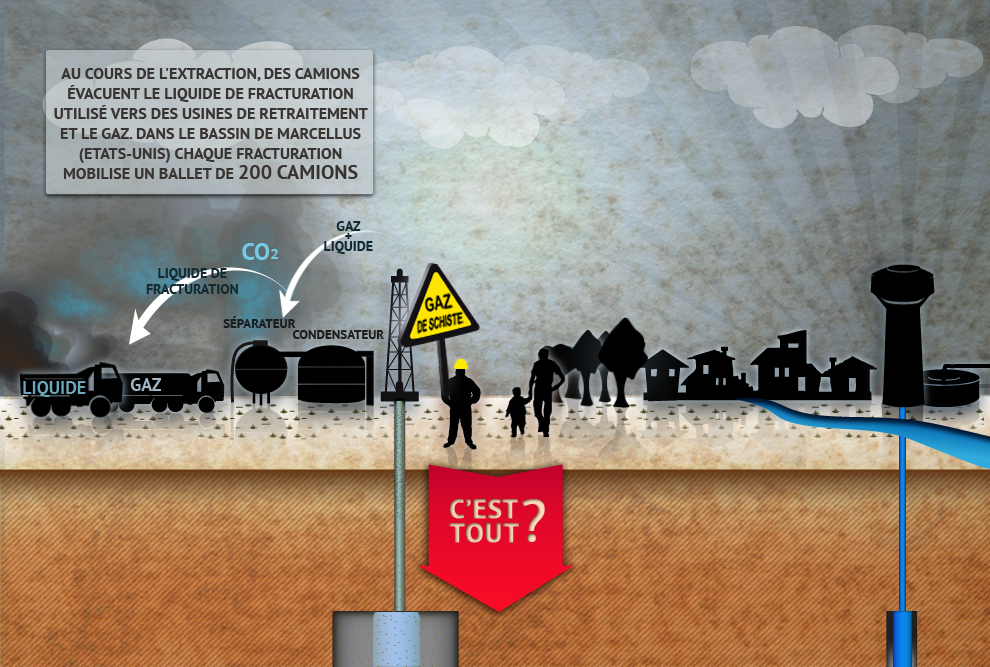 AU COURS DE L'EXTRACTION, DES CAMIONS
ÉVACUENT LE LIQUIDE DE FRACTURATION
UTILISÉ VERS DES USINES DE RETRAITEMENT
ET LE GAZ. DANS LE BASSIN DE MARCELLUS
(ETATS-UNIS) CHAQUE FRACTURATION
MOBILISE UN BALLET DE 200 CAMIONS
GAZ
+
LIQUIDE
CO2
LIQUIDE DE
FRACTURATION
SÉPARATEUR
CONDENSATEUR
GAZ
DE SCHISTE
LIQUIDE
GAZ
C'EST
TOUT ?